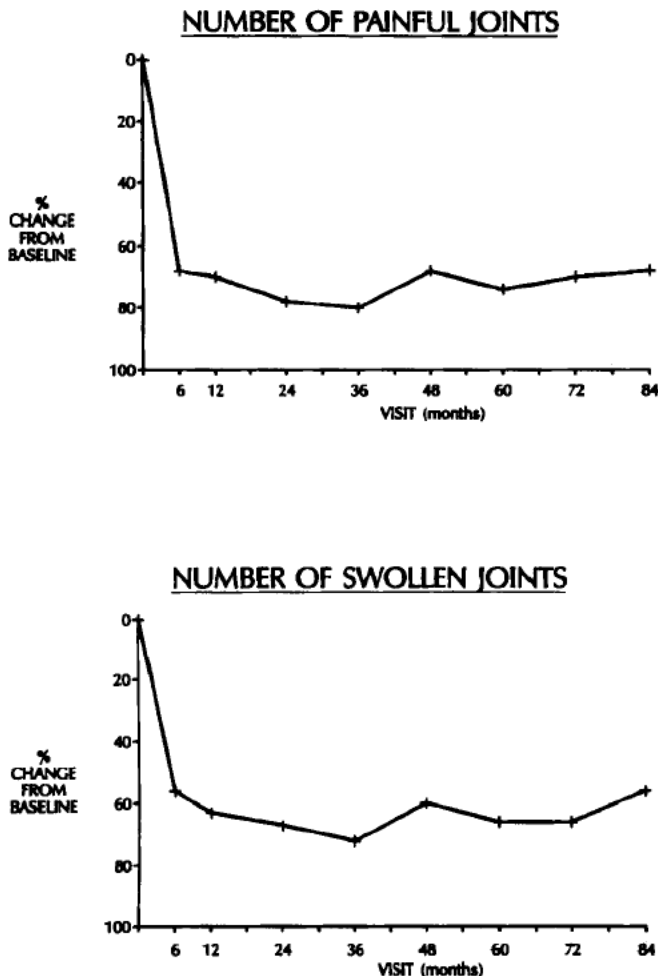 NUMBER OF PAINFUL JOINTS
0
20
40
60
80
100
%
CHANGE
FROM
BASELINE
6 12 24 36 48 60 72 84
VISIT (months)
NUMBER OF SWOLLEN JOINTS
0
20
40
60
80
100
%
CHANGE
FROM
BASELINE
6 12 24 36 48 60 72 84
VISIT (months)